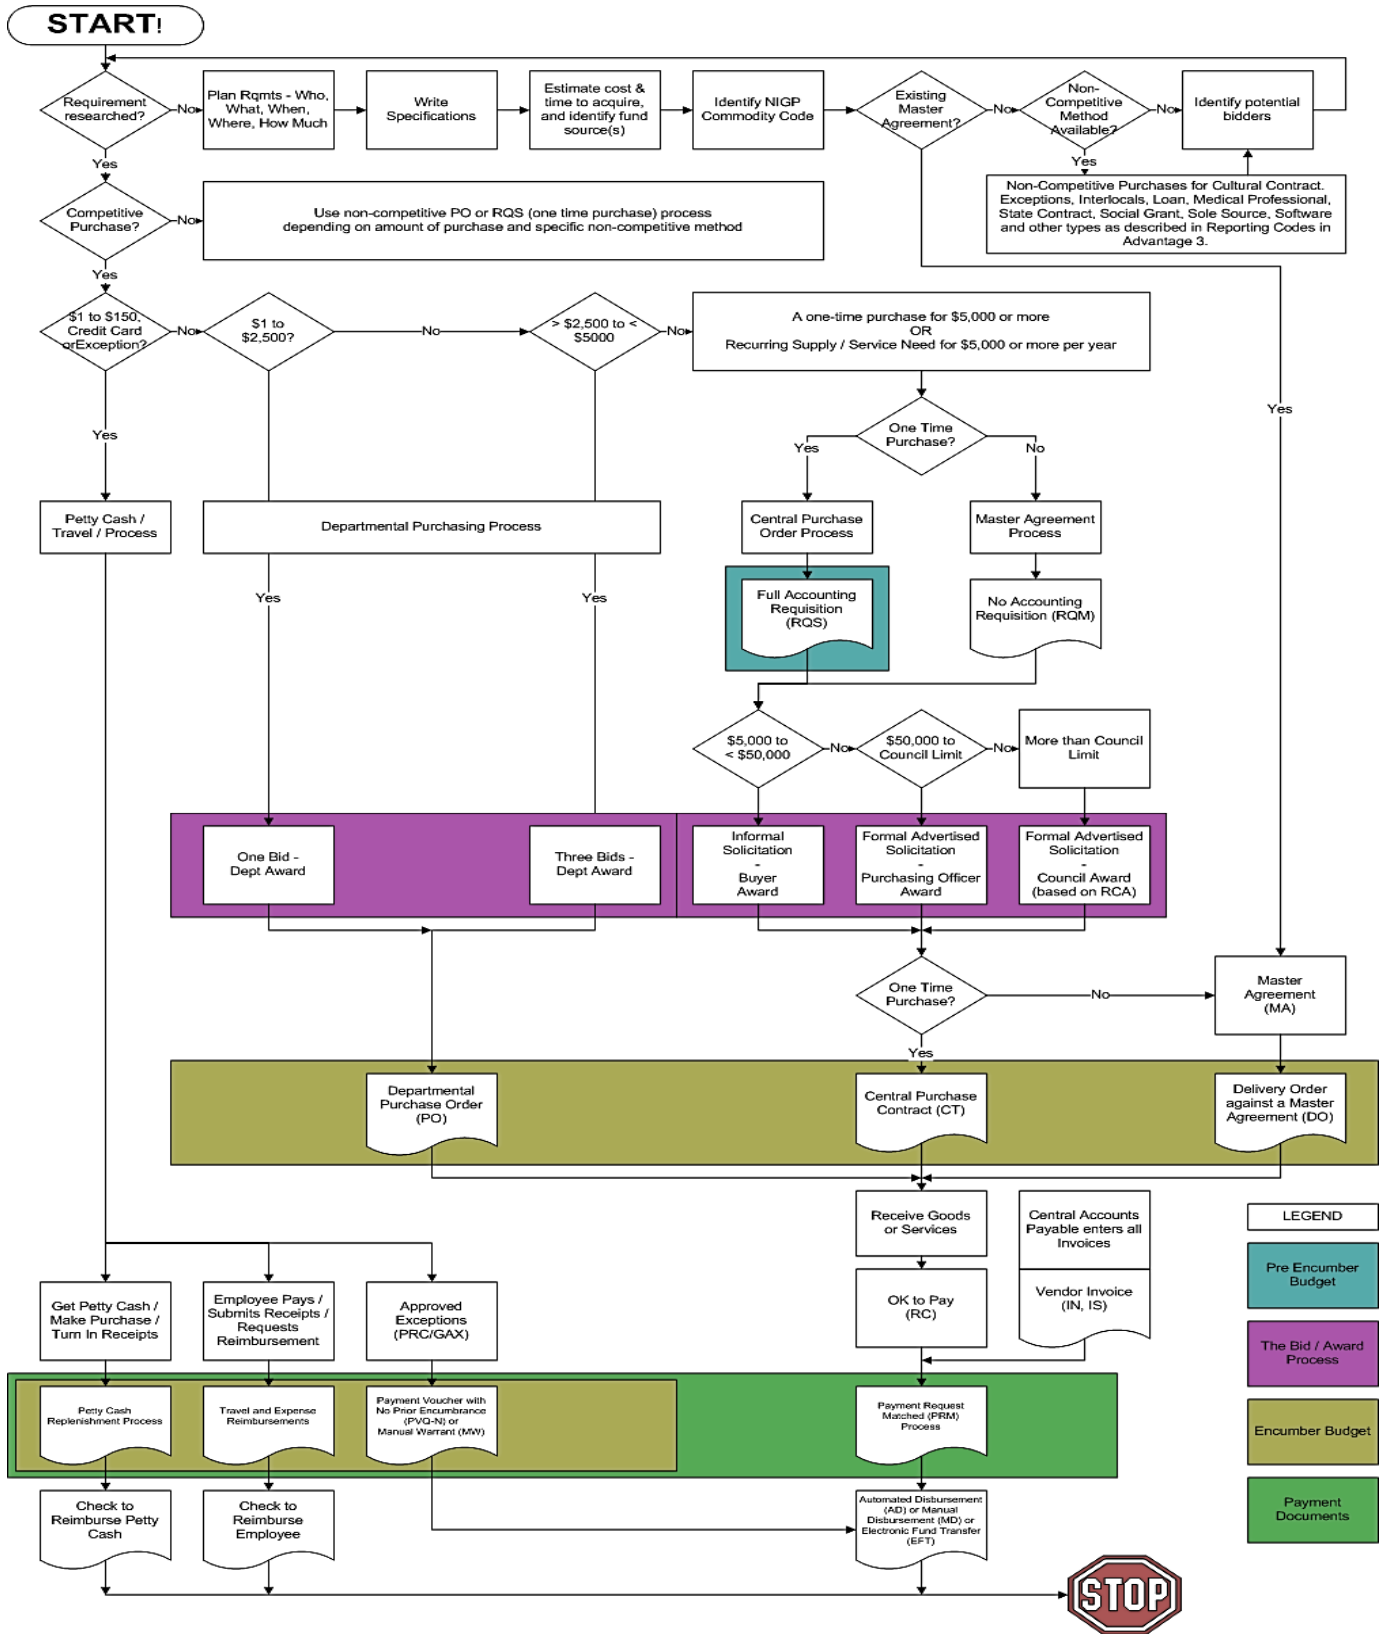 START!
Requirement
researched?
No
Plan Rqmts - Who,
What, When,
Where, How Much
Write
Specifications
Estimate cost &
time to acquire,
and identify fund
source(s)
Identify NIGP
Commodity Code
Existing
Master
Agreement?
No
Non-
Competitive
Method
Available?
No
Identify potential
bidders
Yes
Yes
Competitive
Purchase?
No
Use non-competitive PO or RQS (one time purchase) process
depending on amount of purchase and specific non-competitive method
Non-Competitive Purchases for Cultural Contract.
Exceptions, Interlocals, Loan, Medical Professional,
State Contract, Social Grant, Sole Source, Software
and other types as described in Reporting Codes in
Advantage 3.
Yes
$1 to $150,
Credit Card
orException?
No
$1 to
$2,500?
No
> $2,500 to <
$5000
No
A one-time purchase for $5,000 or more
OR
Recurring Supply / Service Need for $5,000 or more per year
Yes
Yes
One Time
Purchase?
Yes
No
Petty Cash /
Travel / Process
Departmental Purchasing Process
Central Purchase
Order Process
Master Agreement
Process
Yes
Yes
Full Accounting
Requisition
(RQS)
No Accounting
Requisition (RQM)
$5,000 to
< $50,000
No
$50,000 to
Council Limit
No
More than Council
Limit
One Bid -
Dept Award
Three Bids -
Dept Award
Informal
Solicitation
-
Buyer
Award
Formal Advertised
Solicitation
-
Purchasing Officer
Award
Formal Advertised
Solicitation
-
Council Award
(based on RCA)
One Time
Purchase?
No
Master
Agreement
(MA)
Yes
Departmental
Purchase Order
(PO)
Central Purchase
Contract (CT)
Delivery Order
against a Master
Agreement (DO)
Receive Goods
or Services
Central Accounts
Payable enters all
Invoices
LEGEND
Pre Encumber
Budget
Get Petty Cash /
Make Purchase /
Turn In Receipts
Employee Pays /
Submits Receipts /
Requests
Reimbursement
Approved
Exceptions
(PRC/GAX)
OK to Pay
(RC)
Vendor Invoice
(IN, IS)
The Bid / Award
Process
Petty Cash
Replenishment Process
Travel and Expense
Reimbursements
Payment Voucher with
No Prior Encumbrance
(PVQ-N) or
Manual Warrant (MW)
Payment Request
Matched (PRM)
Process
Encumber Budget
Check to
Reimburse Petty
Cash
Check to
Reimburse
Employee
Automated Disbursement
(AD) or Manual
Disbursement (MD) or
Electronic Fund Transfer
(EFT)
Payment
Documents
STOP